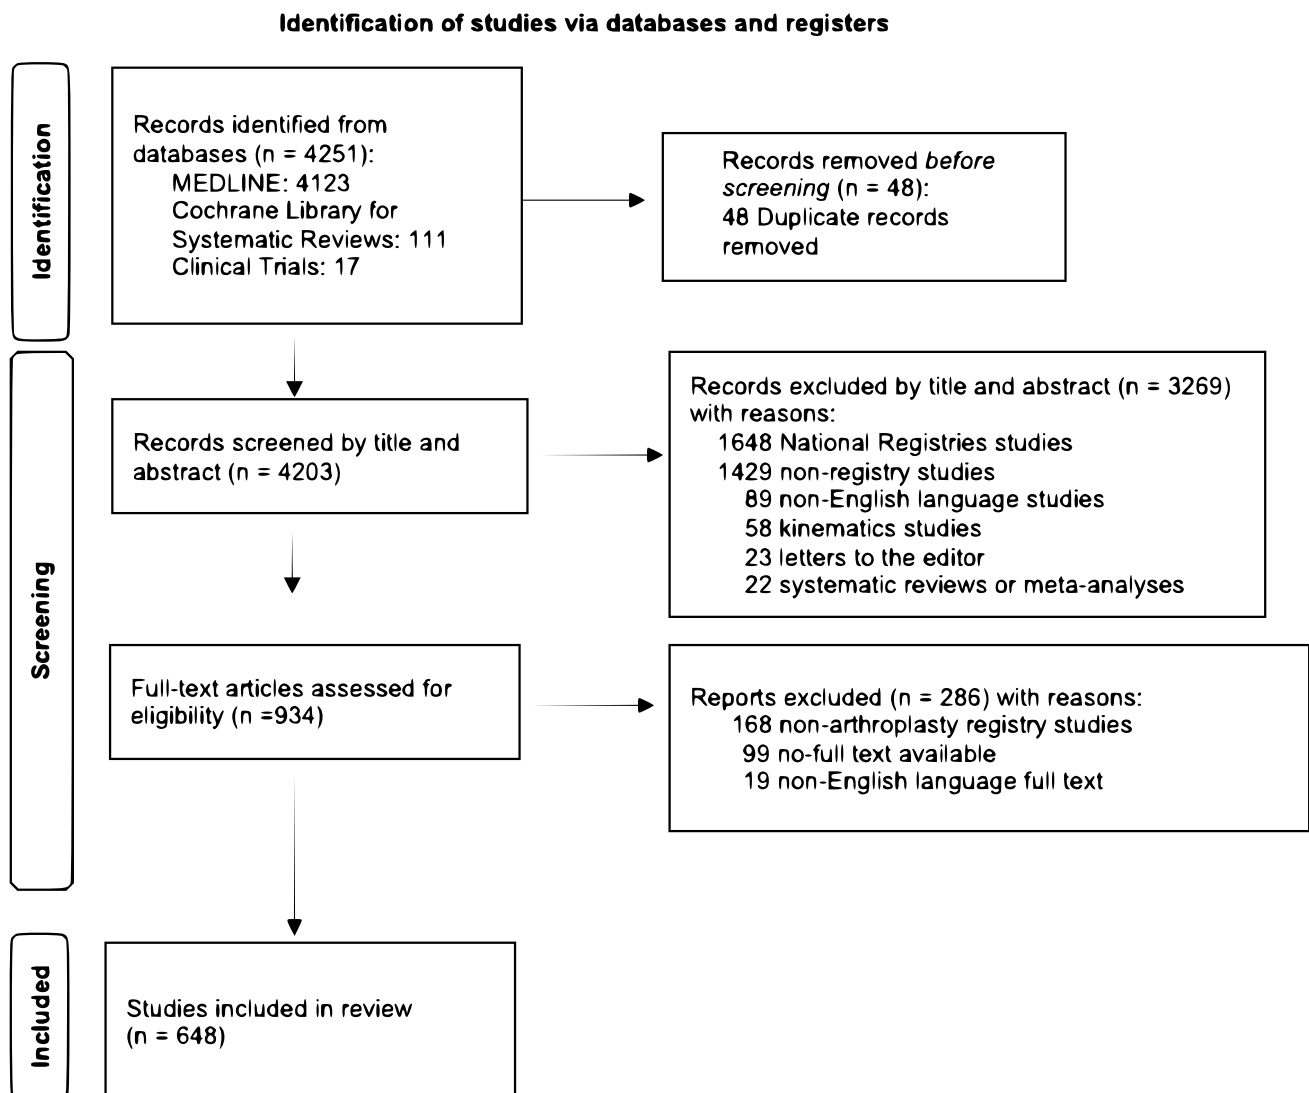 Identification of studies via databases and registers
Identification
Records identified from
databases (n = 4251):
MEDLINE: 4123
Cochrane Library for
Systematic Reviews: 111
Clinical Trials: 17
Records removed before
screening (n = 48):
48 Duplicate records
removed
Screening
Records screened by title and
abstract (n = 4203)
Records excluded by title and abstract (n = 3269)
with reasons:
1648 National Registries studies
1429 non-registry studies
89 non-English language studies
58 kinematics studies
23 letters to the editor
22 systematic reviews or meta-analyses
Full-text articles assessed for
eligibility (n =934)
Reports excluded (n = 286) with reasons:
168 non-arthroplasty registry studies
99 no-full text available
19 non-English language full text
Included
Studies included in review
(n = 648)